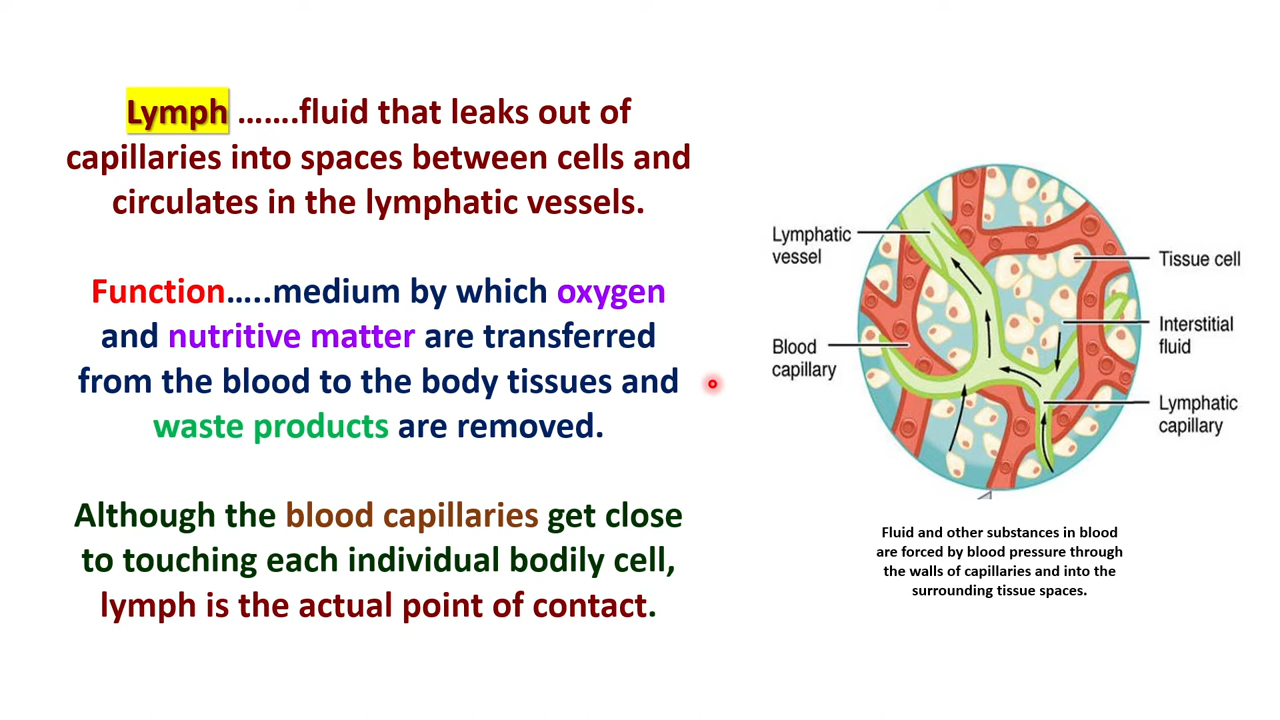 Lymph …….fluid that leaks out of
capillaries into spaces between cells and
circulates in the lymphatic vessels.
Function…..medium by which oxygen
and nutritive matter are transferred
from the blood to the body tissues and
waste products are removed.
Although the blood capillaries get close
to touching each individual bodily cell,
lymph is the actual point of contact.
Lymphatic
vessel
Blood
capillary
Tissue cell
Interstitial
fluid
Lymphatic
capillary
Fluid and other substances in blood
are forced by blood pressure through
the walls of capillaries and into the
surrounding tissue spaces.